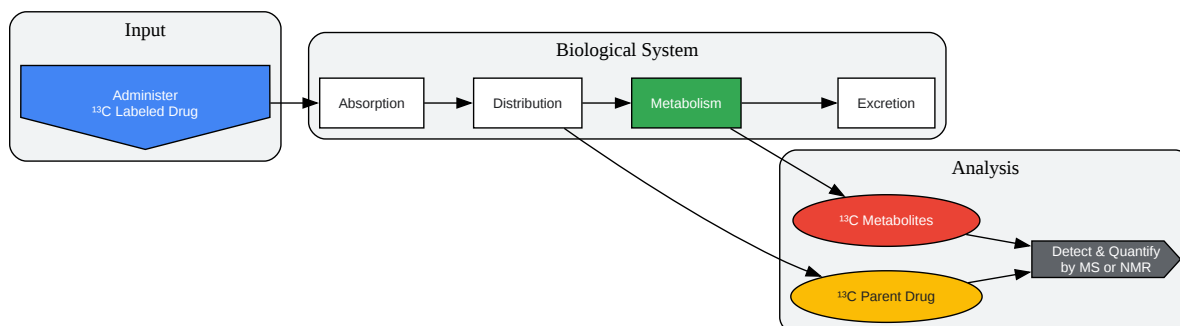 Input
Administer
¹³C Labeled Drug
Biological System
Absorption
Distribution
Metabolism
Excretion
Analysis
¹³C Metabolites
¹³C Parent Drug
Detect & Quantify
by MS or NMR